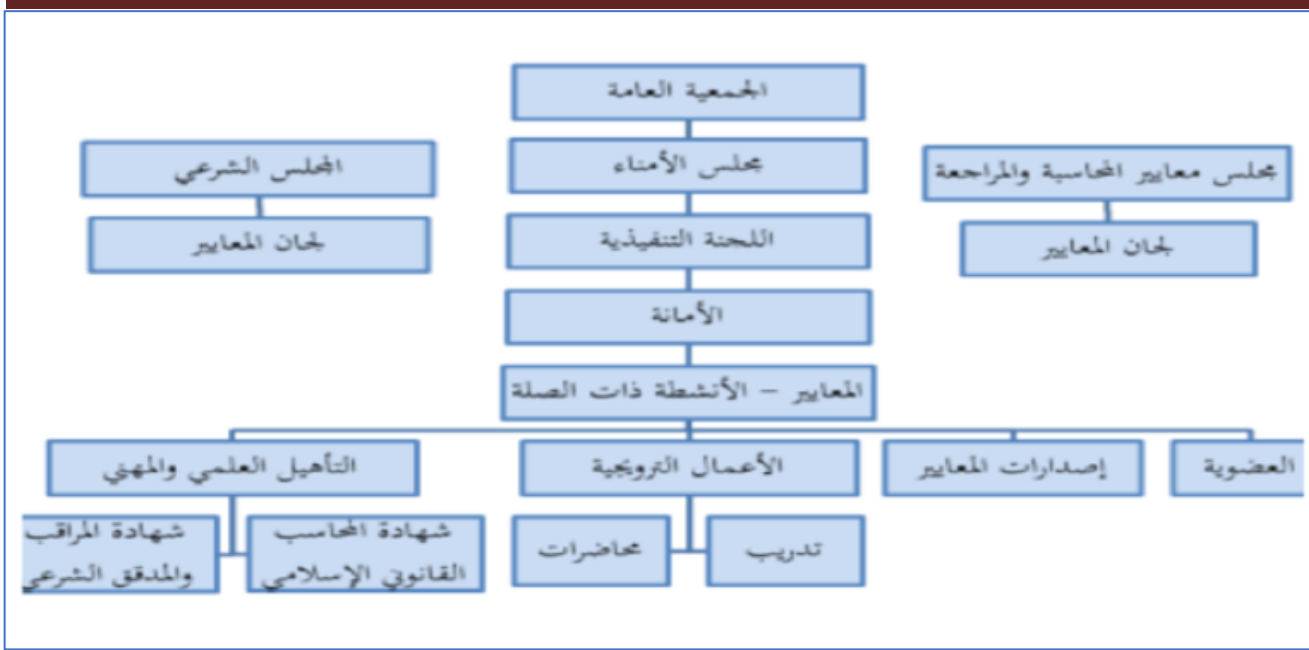 الجمعية العامة
مجلس معايير المحاسبة والمراجعة
مجلس الأمناء
المجلس الشرعي
لجان المعايير
اللجنة التنفيذية
لجان المعايير
الأمانة
المعايير – الأنشطة ذات الصلة
العضوية
إصدارات المعايير
الأعمال الترويجية
التأهيل العلمي والمهني
تدريب
محاضرات
شهادة المحاسب
القانوني الإسلامي
شهادة المراقب
والمدقق الشرعي